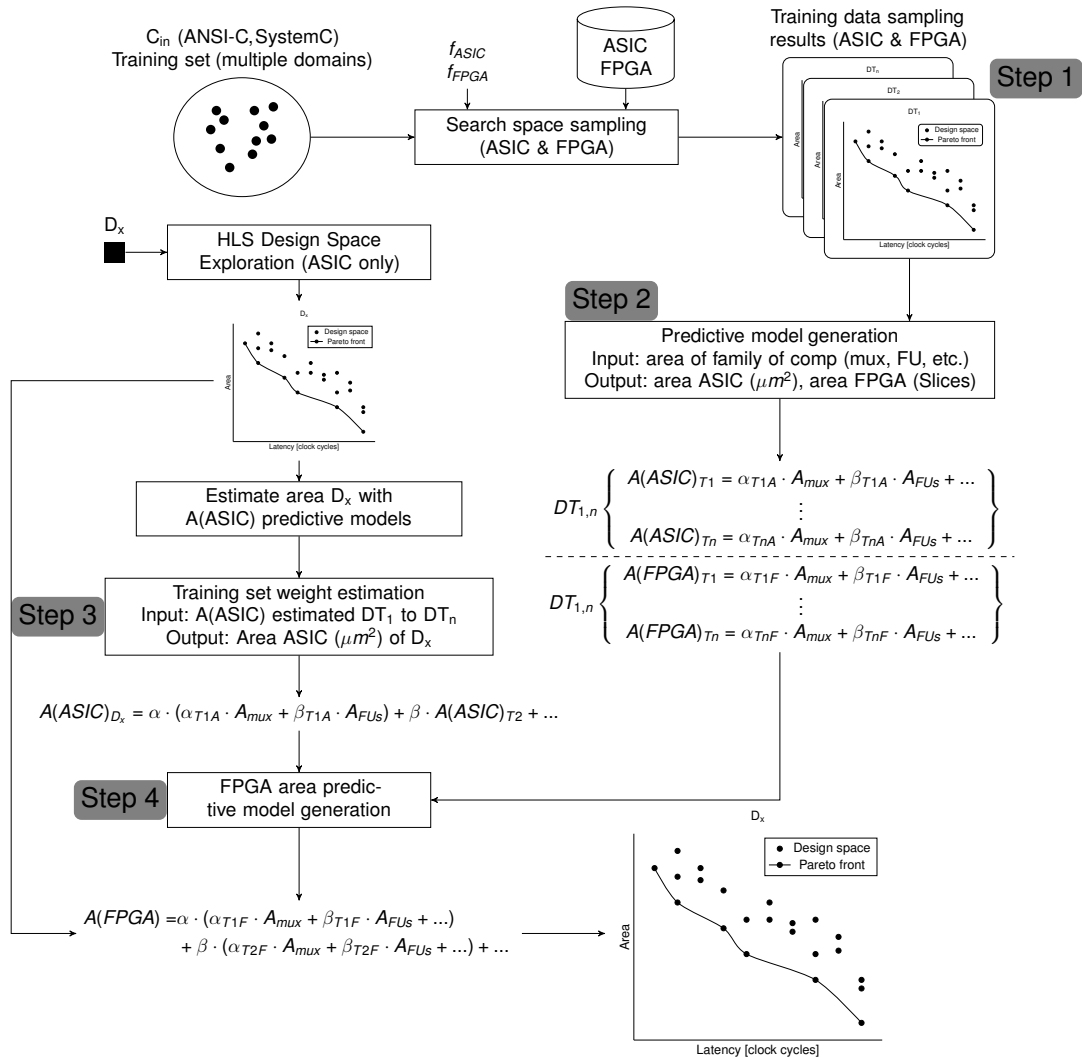 C_in (ANSI-C, SystemC)
Training set (multiple domains)
f_ASIC
f_FPGA
ASIC
FPGA
Search space sampling
(ASIC & FPGA)
Training data sampling
results (ASIC & FPGA)
Step 1
DT_n
Area
DT_2
Area
DT_1
Design space
Pareto front
Area
Latency [clock cycles]
D_x
HLS Design Space
Exploration (ASIC only)
D_x
Design space
Pareto front
Area
Latency [clock cycles]
Step 2
Predictive model generation
Input: area of family of comp (mux, FU, etc.)
Output: area ASIC (μm²), area FPGA (Slices)
Estimate area D_x with
A(ASIC) predictive models
DT_1,n
A(ASIC)_T1 = α_T1A · A_mux + β_T1A · A_FUs + ...
⋮
A(ASIC)_Tn = α_TnA · A_mux + β_TnA · A_FUs + ...
DT_1,n
A(FPGA)_T1 = α_T1F · A_mux + β_T1F · A_FUs + ...
⋮
A(FPGA)_Tn = α_TnF · A_mux + β_TnF · A_FUs + ...
Step 3
Training set weight estimation
Input: A(ASIC) estimated DT_1 to DT_n
Output: Area ASIC (μm²) of D_x
A(ASIC)_D_x = α · (α_T1A · A_mux + β_T1A · A_FUs) + β · A(ASIC)_T2 + ...
Step 4
FPGA area predic-
tive model generation
A(FPGA) =α · (α_T1F · A_mux + β_T1F · A_FUs + ...)
+ β · (α_T2F · A_mux + β_T2F · A_FUs + ...) + ...
D_x
Design space
Pareto front
Area
Latency [clock cycles]